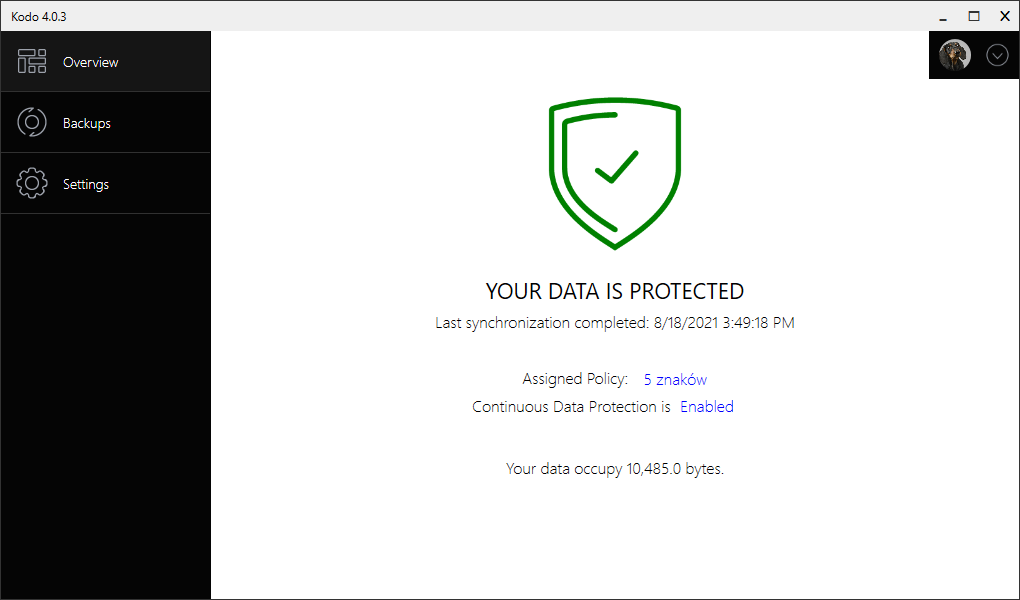 Kodo 4.0.3
Overview
Backups
Settings
YOUR DATA IS PROTECTED
Last synchronization completed: 8/18/2021 3:49:18 PM
Assigned Policy: 5 znaków
Continuous Data Protection is Enabled
Your data occupy 10,485.0 bytes.